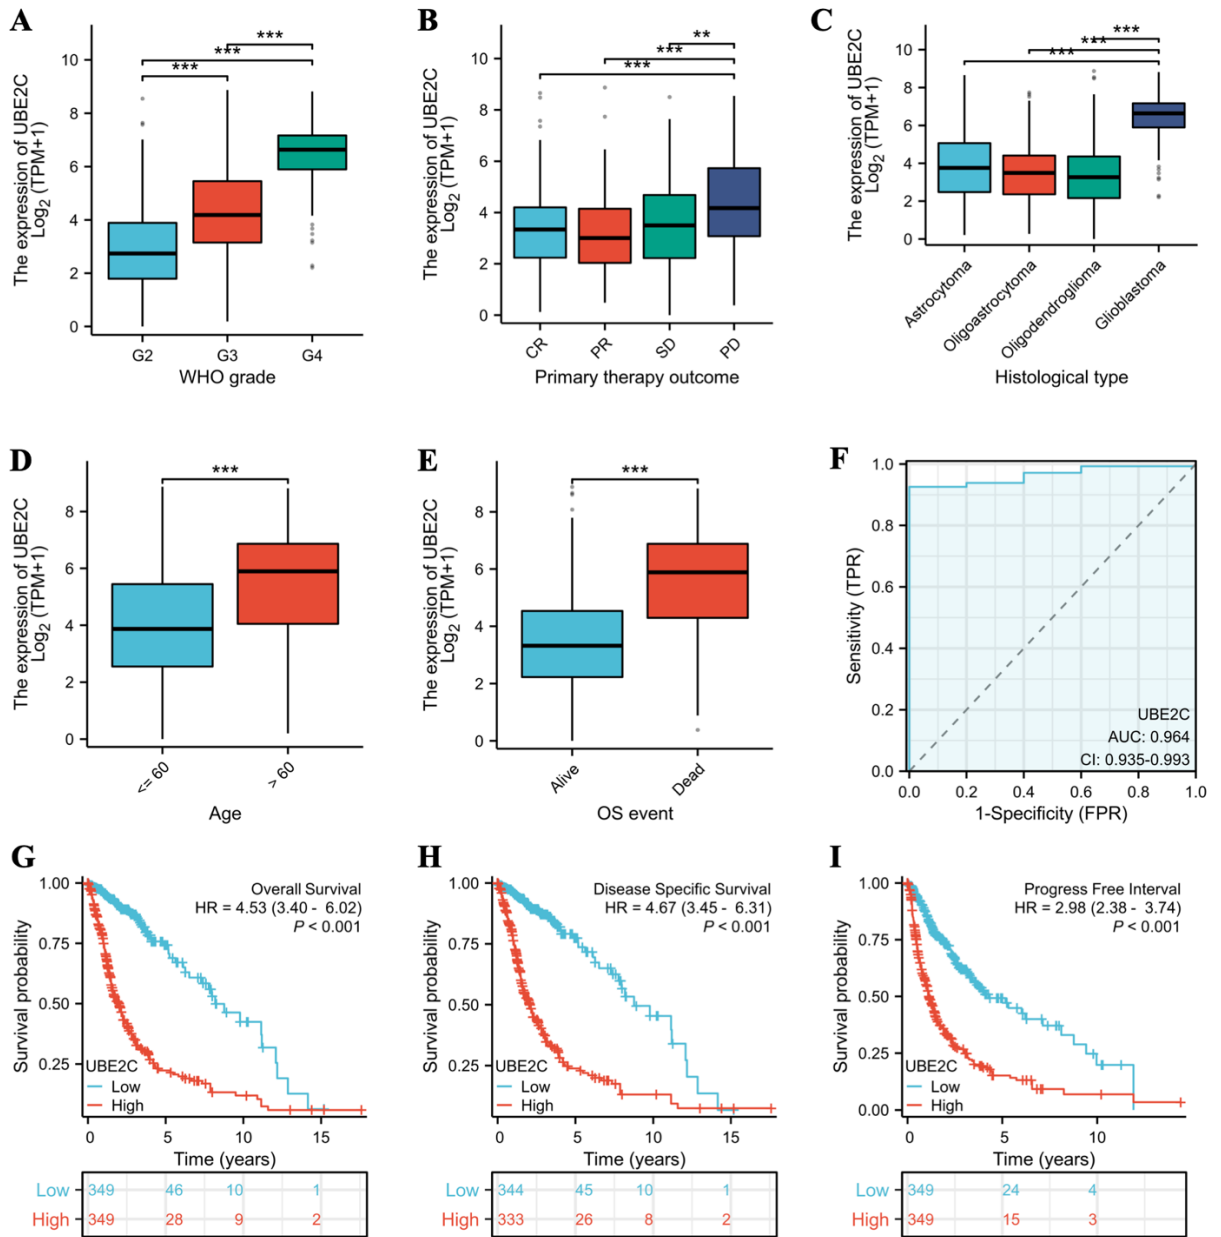 A
The expression of UBE2C
Log2 (TPM+1)
***
***
***
10
8
6
4
2
0
G2 G3 G4
WHO grade
B
The expression of UBE2C
Log2 (TPM+1)
**
***
***
10
8
6
4
2
0
CR PR SD PD
Primary therapy outcome
C
The expression of UBE2C
Log2 (TPM+1)
***
***
***
10
8
6
4
2
0
Astrocytoma Oligoastrocytoma Oligodendroglioma Glioblastoma
Histological type
D
The expression of UBE2C
Log2 (TPM+1)
***
8
6
4
2
0
<= 60 > 60
Age
E
The expression of UBE2C
Log2 (TPM+1)
***
8
6
4
2
0
Alive Dead
OS event
F
Sensitivity (TPR)
1.0
0.8
0.6
0.4
0.2
0.0
UBE2C
AUC: 0.964
CI: 0.935-0.993
0.0 0.2 0.4 0.6 0.8 1.0
1-Specificity (FPR)
G
Survival probability
1.00
0.75
0.50
0.25
Overall Survival
HR = 4.53 (3.40 - 6.02)
P < 0.001
UBE2C
Low
High
0 5 10 15
Time (years)
Low 349 46 10 1
High 349 28 9 2
H
Survival probability
1.00
0.75
0.50
0.25
Disease Specific Survival
HR = 4.67 (3.45 - 6.31)
P < 0.001
UBE2C
Low
High
0 5 10 15
Time (years)
Low 344 45 10 1
High 333 26 8 2
I
Survival probability
1.00
0.75
0.50
0.25
0.00
Progress Free Interval
HR = 2.98 (2.38 - 3.74)
P < 0.001
UBE2C
Low
High
0 5 10
Time (years)
Low 349 24 4
High 349 15 3